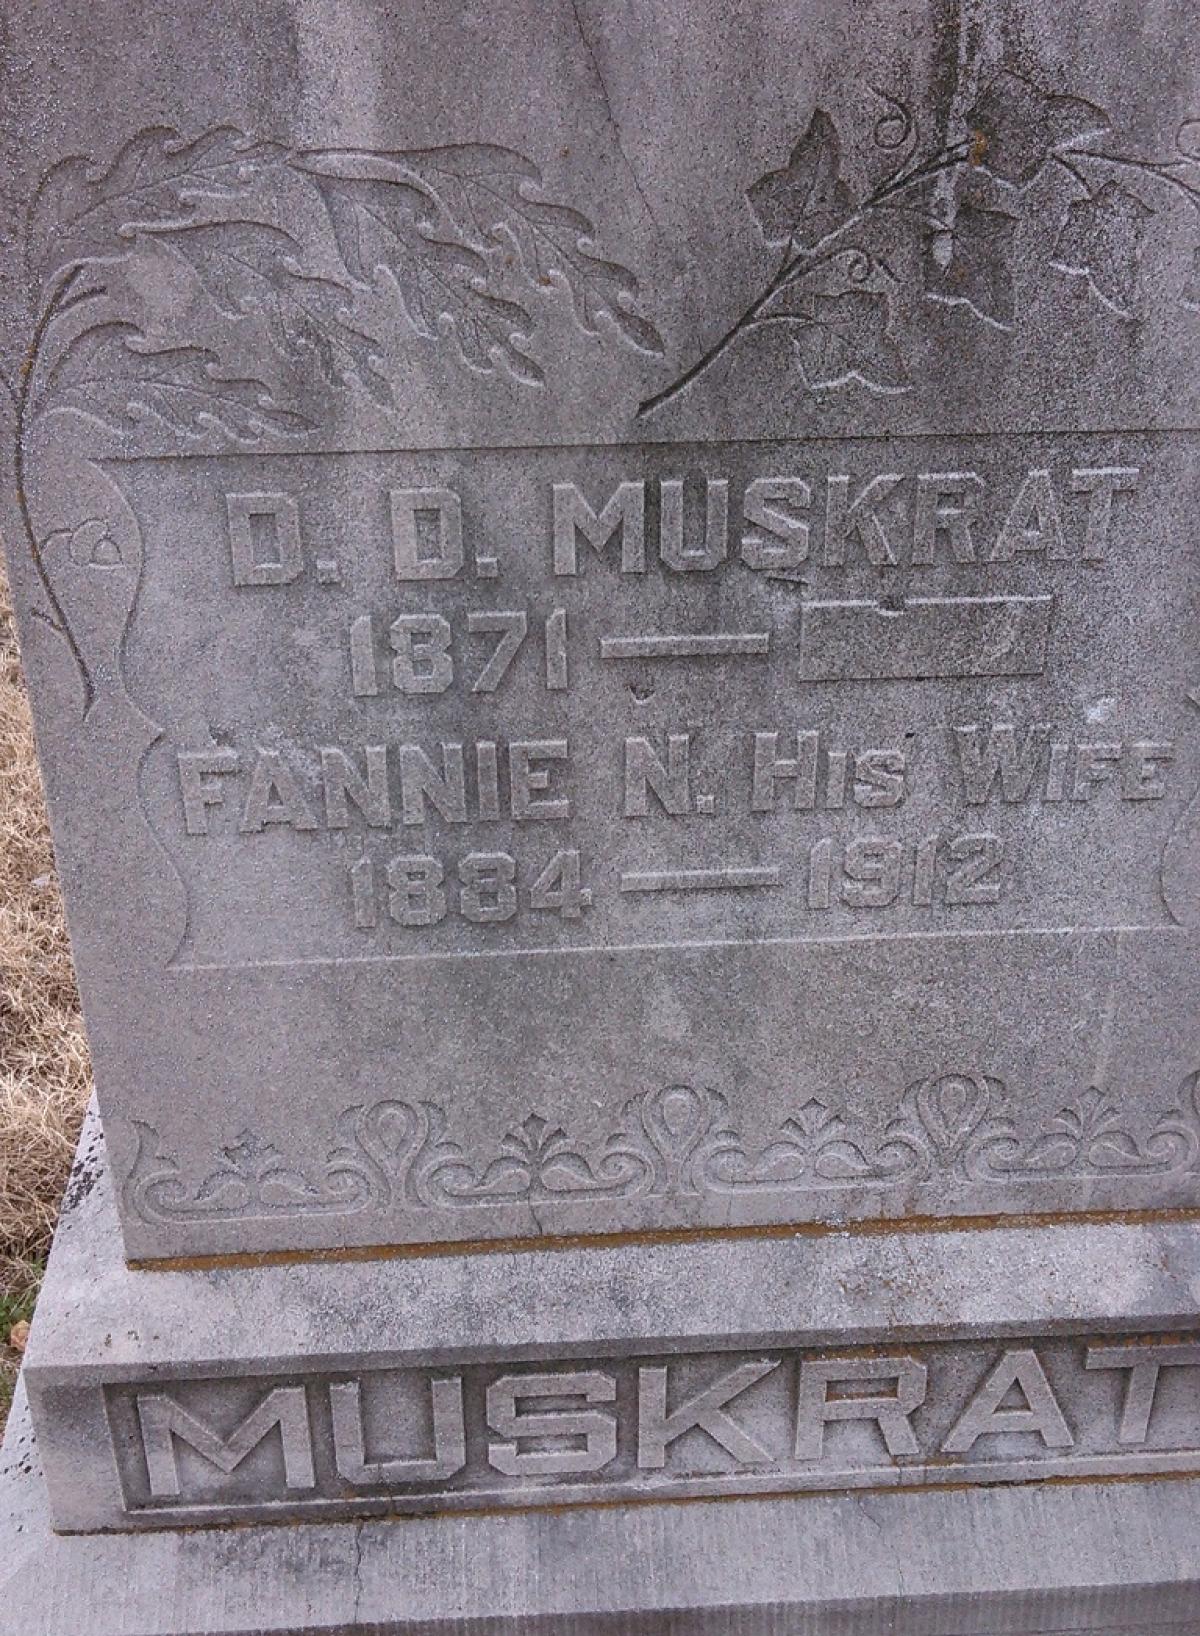 D. D. MUSKRAT
1871 —
FANNIE N. HIS WIFE
1884 — 1912
MUSKRAT